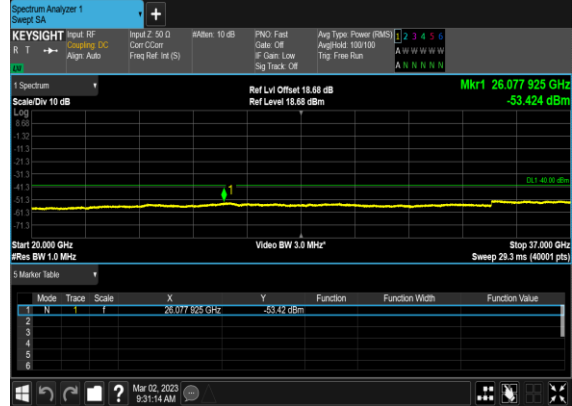 Spectrum Analyzer 1
Swept SA
KEYSIGHT Input: RF Input Z: 50 Ω #Atten: 10 dB PNO: Fast Avg Type: Power (RMS) 1 2 3 4 5 6
R T Coupling: DC Corr CCorr Gate: Off Avg|Hold: 100/100 A W W W W W
Align: Auto Freq Ref: Int (S) IF Gain: Low Trig: Free Run A N N N N N
Sig Track: Off
1 Spectrum
Ref Lvl Offset 18.68 dB Mkr1 26.077 925 GHz
Scale/Div 10 dB Ref Level 18.68 dBm -53.424 dBm
Log
8.68
-1.32
-11.3
-21.3
-31.3
DL1 -40.00 dBm
-41.3
1
-51.3
-61.3
-71.3
Start 20.000 GHz Video BW 3.0 MHz* Stop 37.000 GHz
#Res BW 1.0 MHz Sweep 29.3 ms (40001 pts)
5 Marker Table
Mode Trace Scale X Y Function Function Width Function Value
1 N 1 f 26.077 925 GHz -53.42 dBm
2
3
4
5
6
? Mar 02, 2023
9:31:14 AM